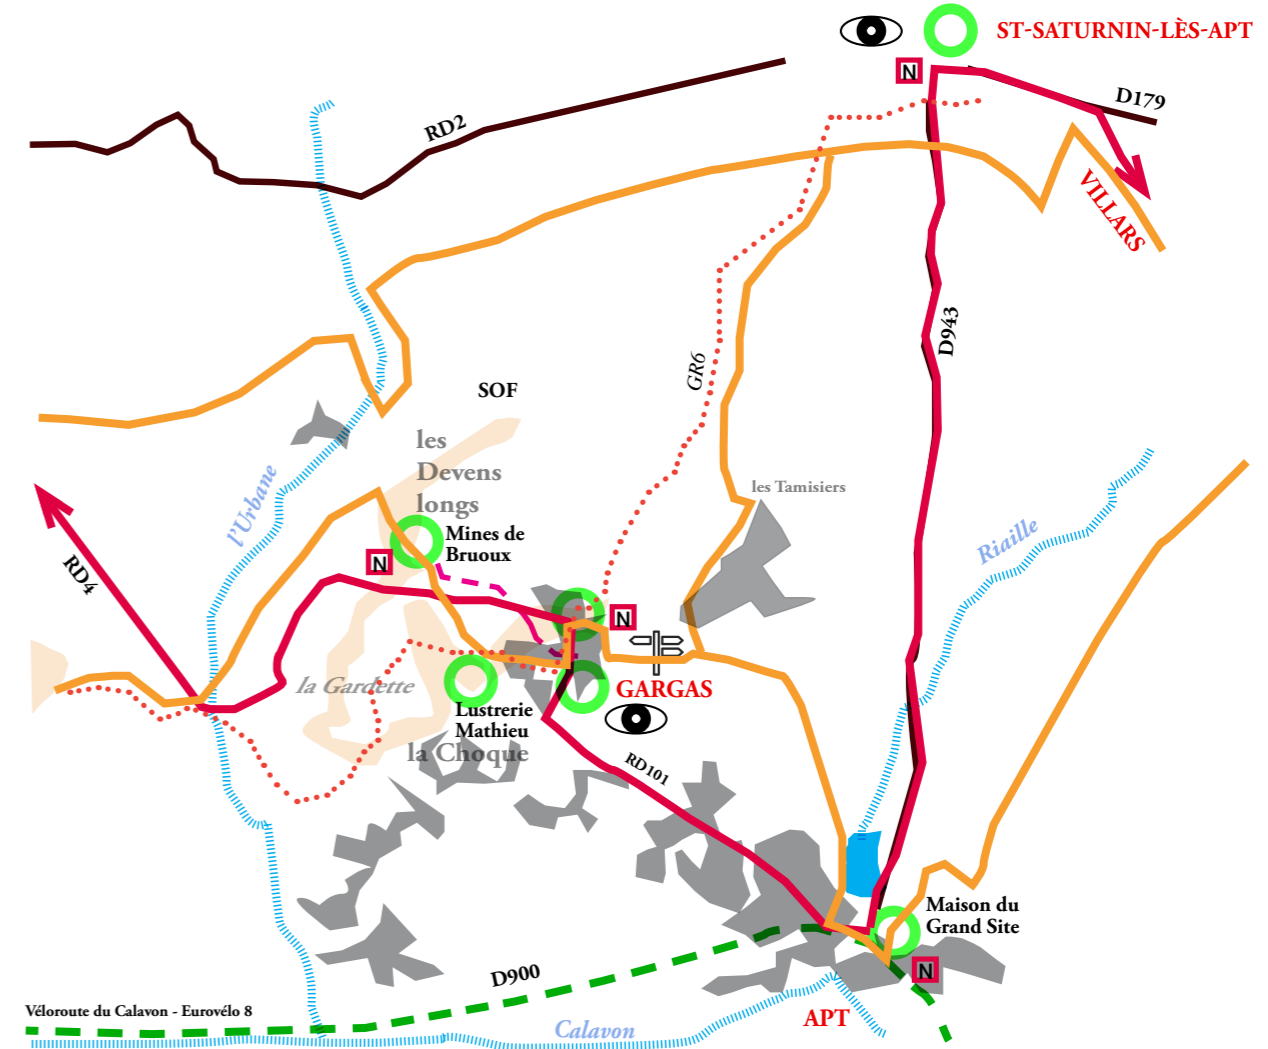 ST-SATURNIN-LÈS-APT
N
D179
RD2
VILLARS
D943
GR6
SOF
les
Devens
longs
l'Urbane
les Tamisiers
Riaille
Mines de
Bruoux
N
RD4
N
GARGAS
la Gardette
Lustrerie
Mathieu
la Choque
RD101
Maison du
Grand Site
N
D900
Véloroute du Calavon - Eurovélo 8
Calavon
APT